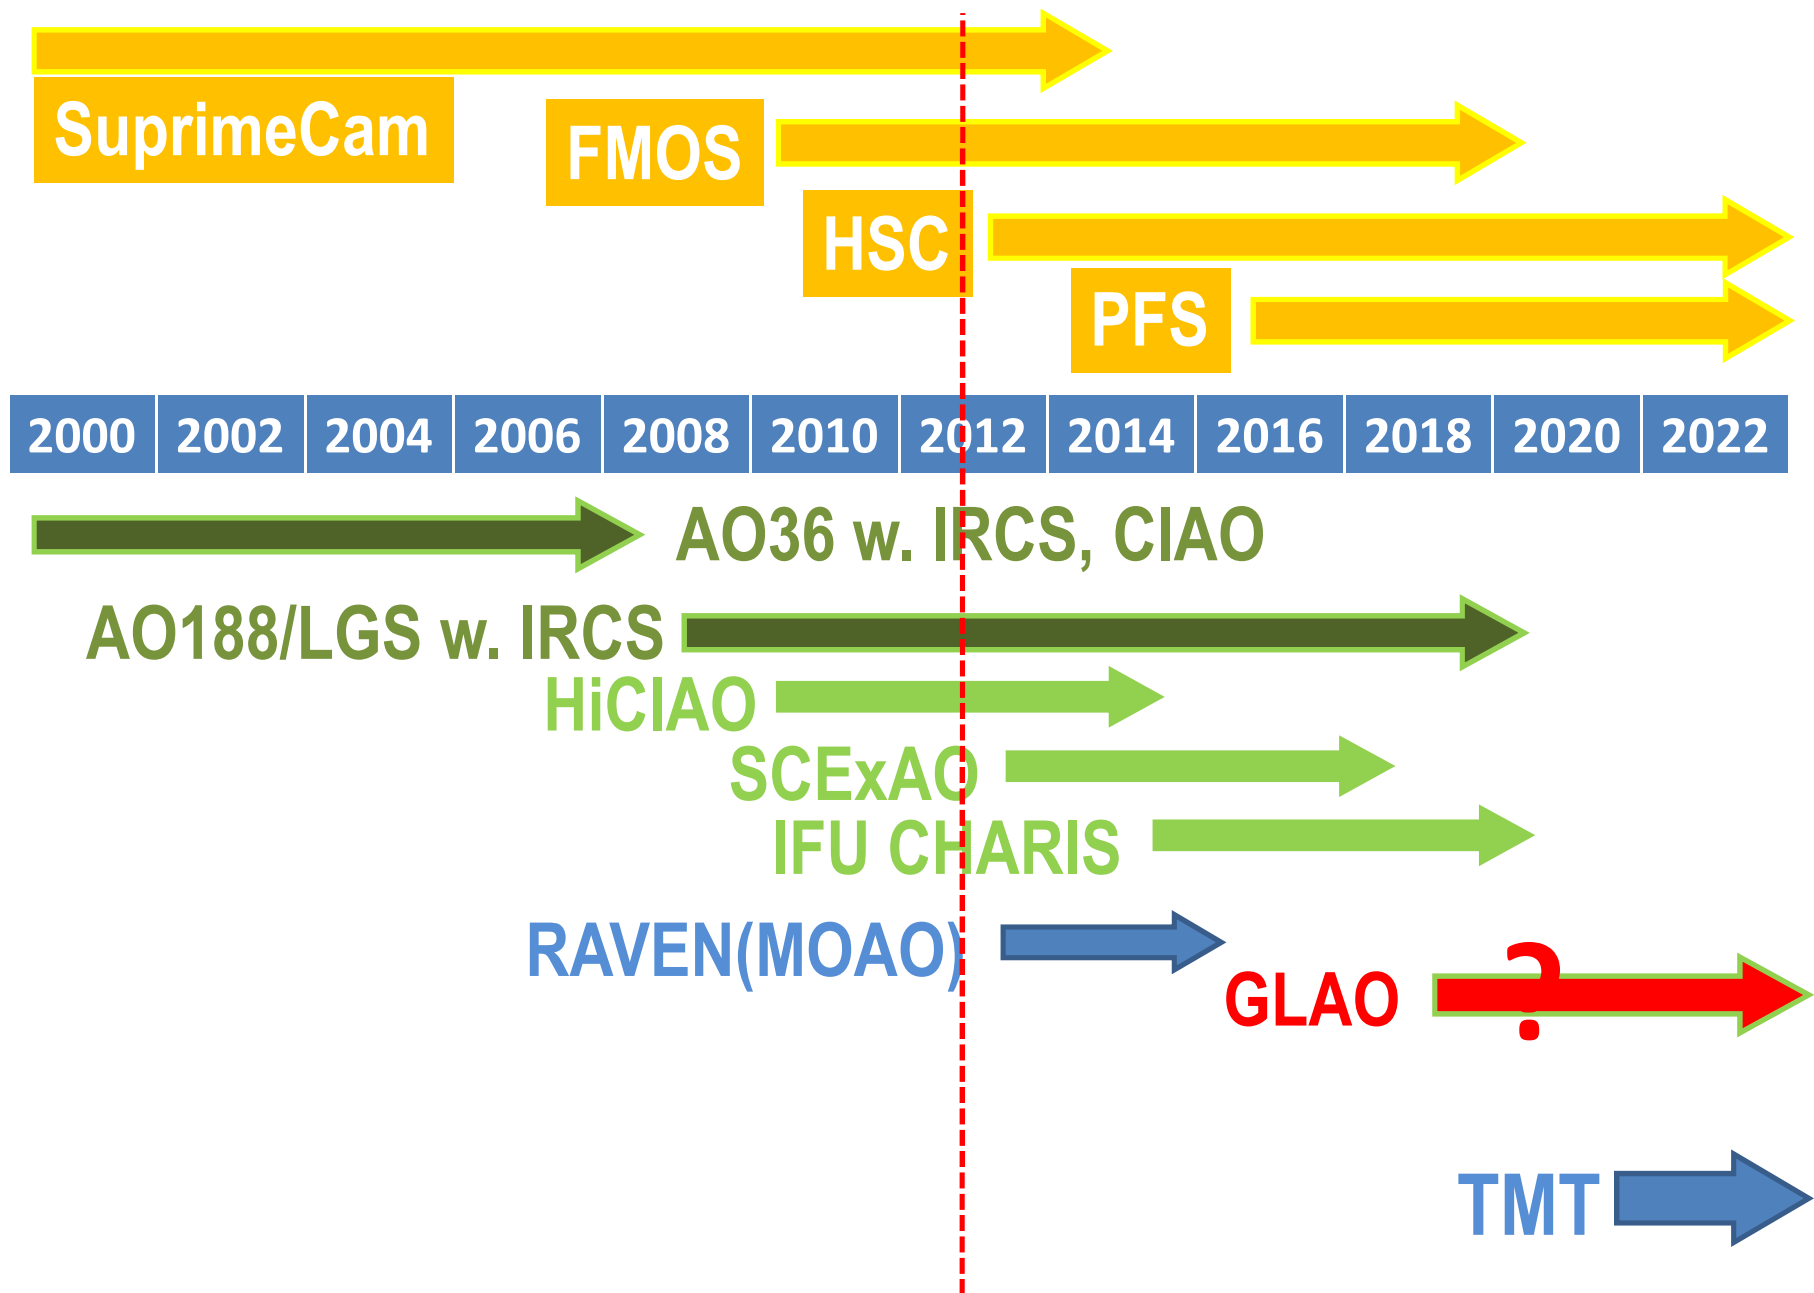 SuprimeCam
FMOS
HSC
PFS
2000 2002 2004 2006 2008 2010 2012 2014 2016 2018 2020 2022
AO36 w. IRCS, CIAO
AO188/LGS w. IRCS
HiCIAO
SCExAO
IFU CHARIS
RAVEN(MOAO)
GLAO ?
TMT